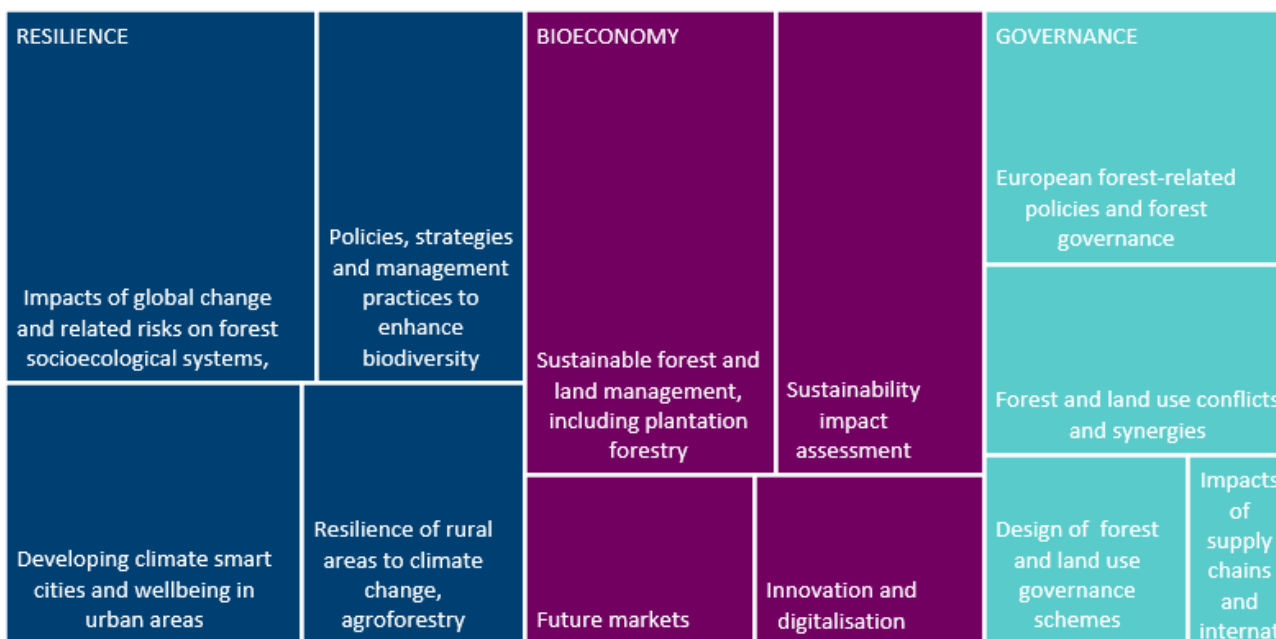 RESILIENCE
Impacts of global change
and related risks on forest
socioecological systems,
Policies, strategies
and management
practices to
enhance
biodiversity
Developing climate smart
cities and wellbeing in
urban areas
Resilience of rural
areas to climate
change,
agroforestry
BIOECONOMY
Sustainable forest and
land management,
including plantation
forestry
Sustainability
impact
assessment
Future markets
Innovation and
digitalisation
GOVERNANCE
European forest-related
policies and forest
governance
Forest and land use conflicts
and synergies
Design of forest
and land use
governance
schemes
Impacts
of
supply
chains
and
internat